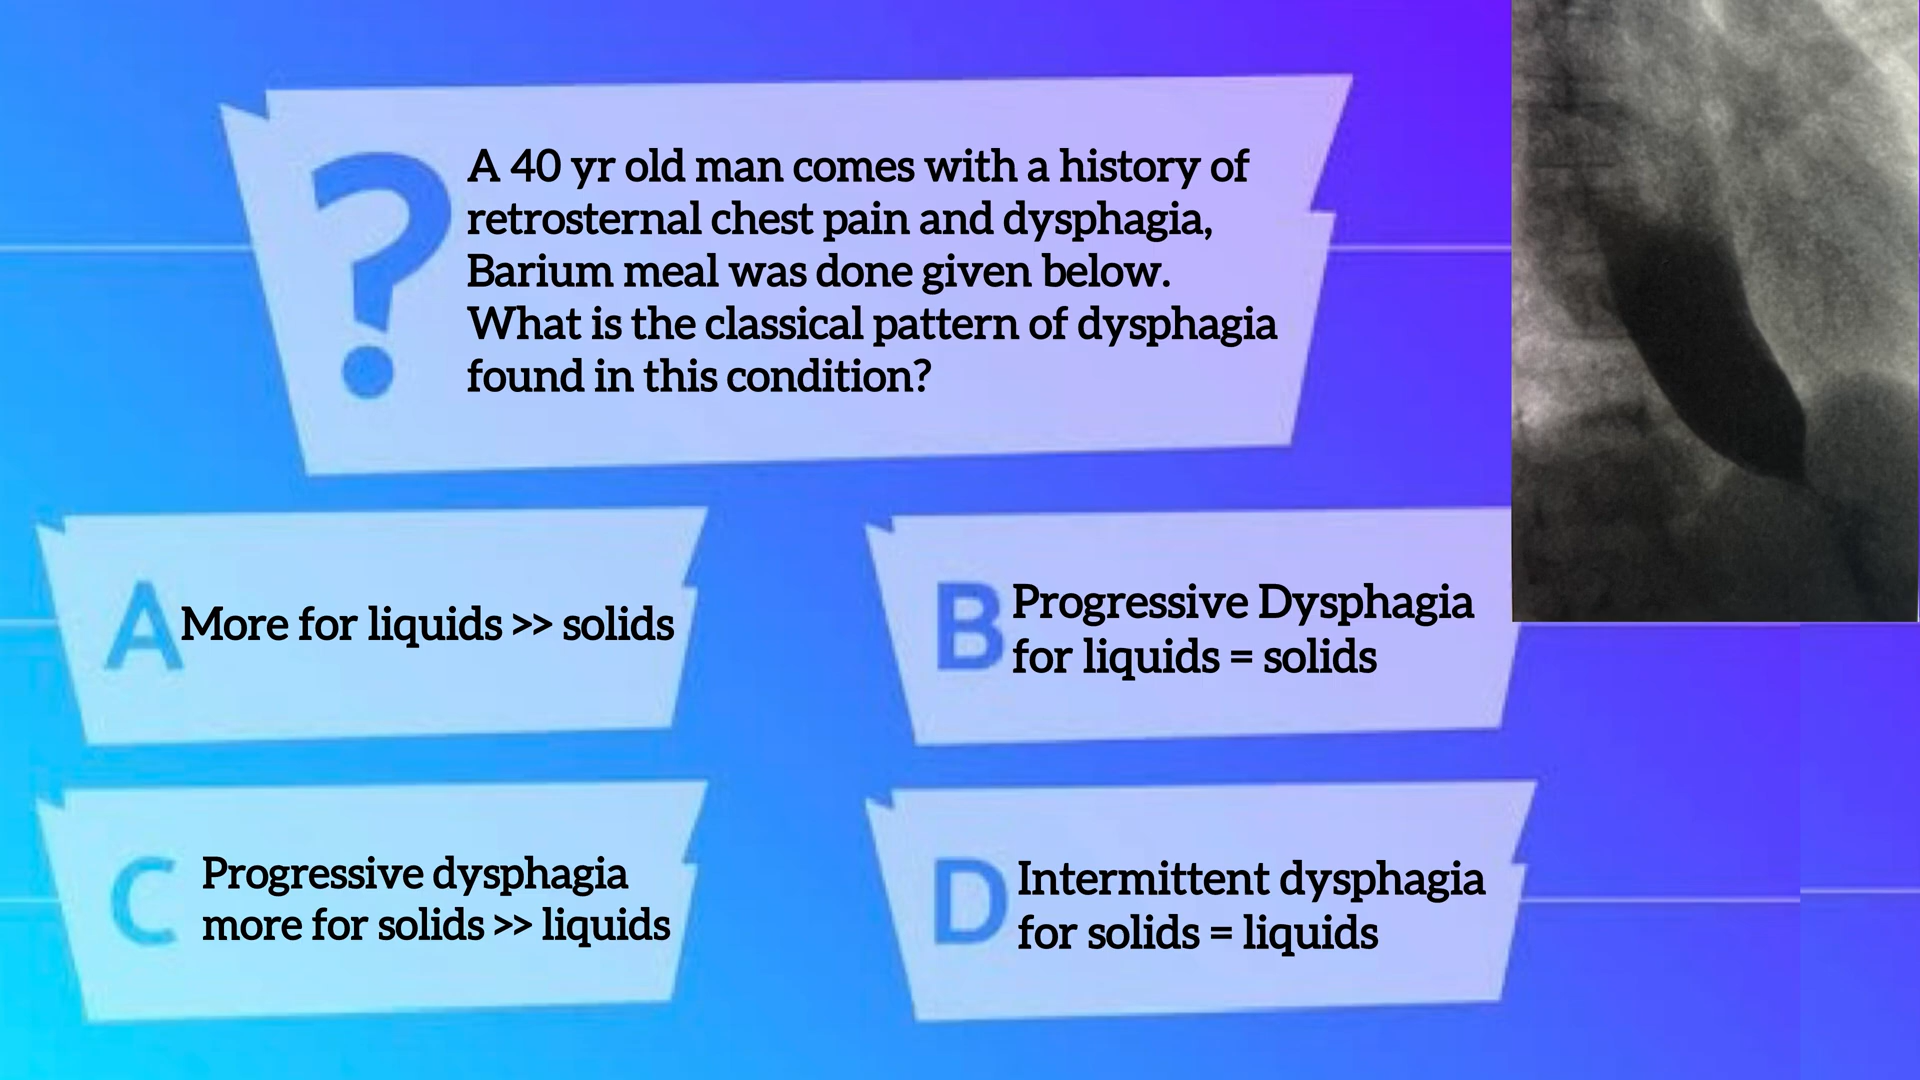 ?
A 40 yr old man comes with a history of
retrosternal chest pain and dysphagia,
Barium meal was done given below.
What is the classical pattern of dysphagia
found in this condition?
A More for liquids >> solids
B Progressive Dysphagia
for liquids = solids
C Progressive dysphagia
more for solids >> liquids
D Intermittent dysphagia
for solids = liquids